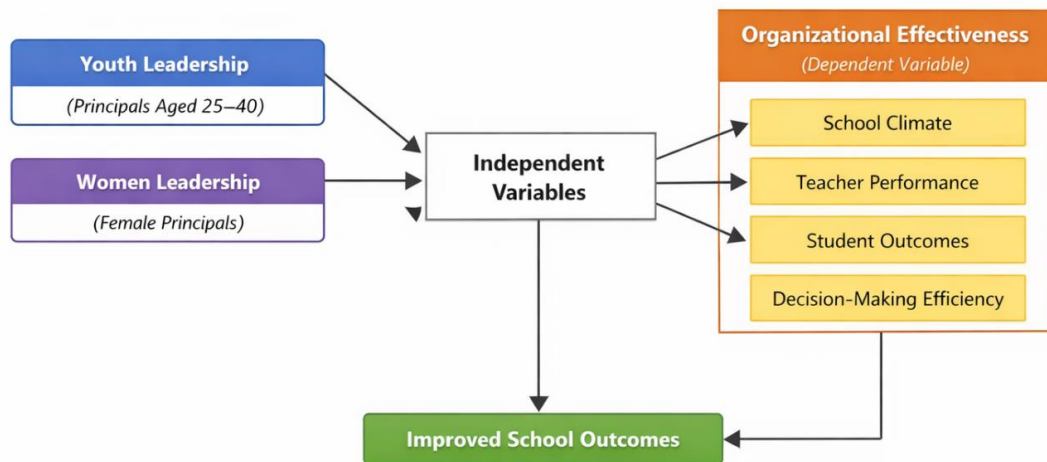 Youth Leadership
(Principals Aged 25–40)
Women Leadership
(Female Principals)
Independent
Variables
Organizational Effectiveness
(Dependent Variable)
School Climate
Teacher Performance
Student Outcomes
Decision-Making Efficiency
Improved School Outcomes